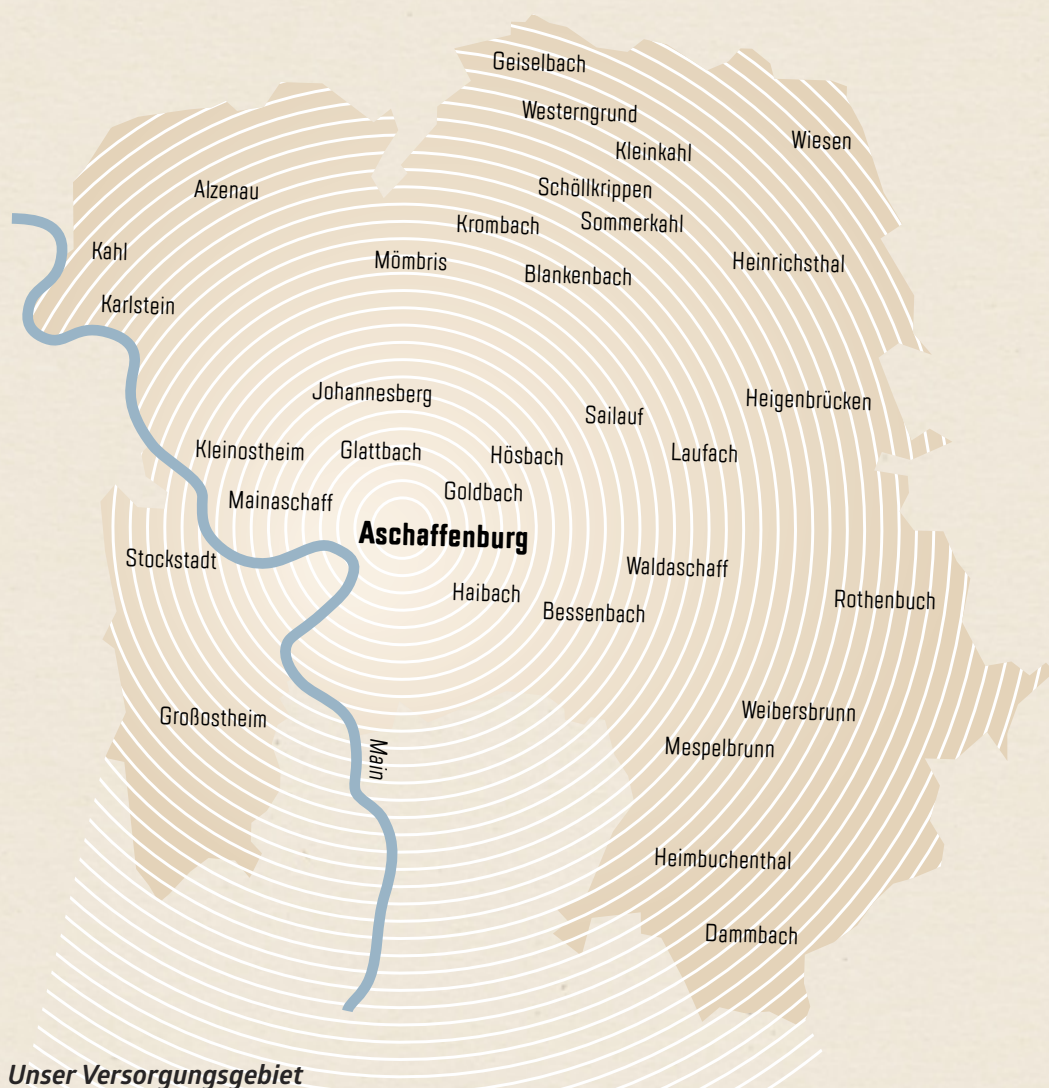 Geiselbach
Westerngrund
Wiesen
Kleinkahl
Alzenau
Schöllkrippen
Krombach
Sommerkahl
Kahl
Mömbris
Heinrichsthal
Blankenbach
Karlstein
Johannesberg
Heigenbrücken
Sailauf
Kleinostheim
Glattbach
Hösbach
Laufach
Mainaschaff
Goldbach
Aschaffenburg
Stockstadt
Waldaschaff
Haibach
Bessenbach
Rothenbuch
Großostheim
Weibersbrunn
Mespelbrunn
Main
Heimbuchenthal
Dammbach
Unser Versorgungsgebiet